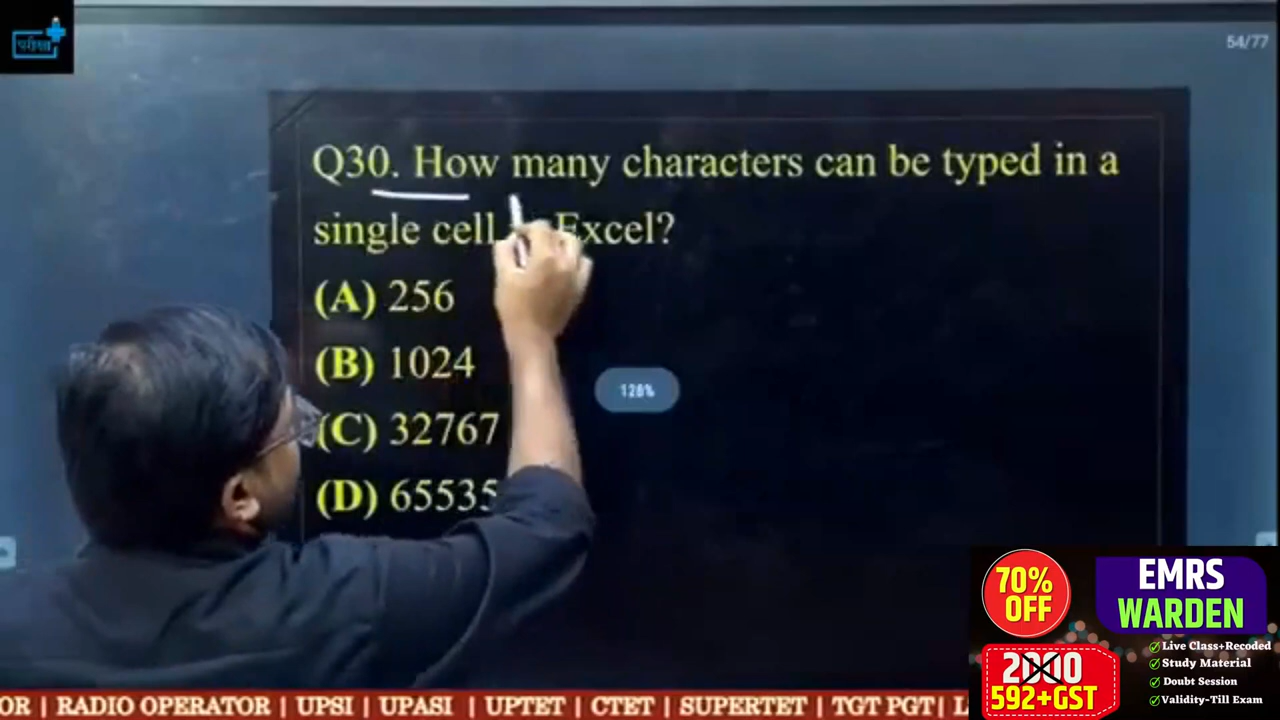 परीक्षा
54/77
Q30. How many characters can be typed in a
single cell Excel?
(A) 256
(B) 1024
128%
(C) 32767
(D) 65535
70%
OFF
EMRS
WARDEN
2000
592+GST
Live Class+Recoded
Study Material
Doubt Session
Validity-Till Exam
OR | RADIO OPERATOR | UPSI | UPASI | UPTET | CTET | SUPERTET | TGT PGT |